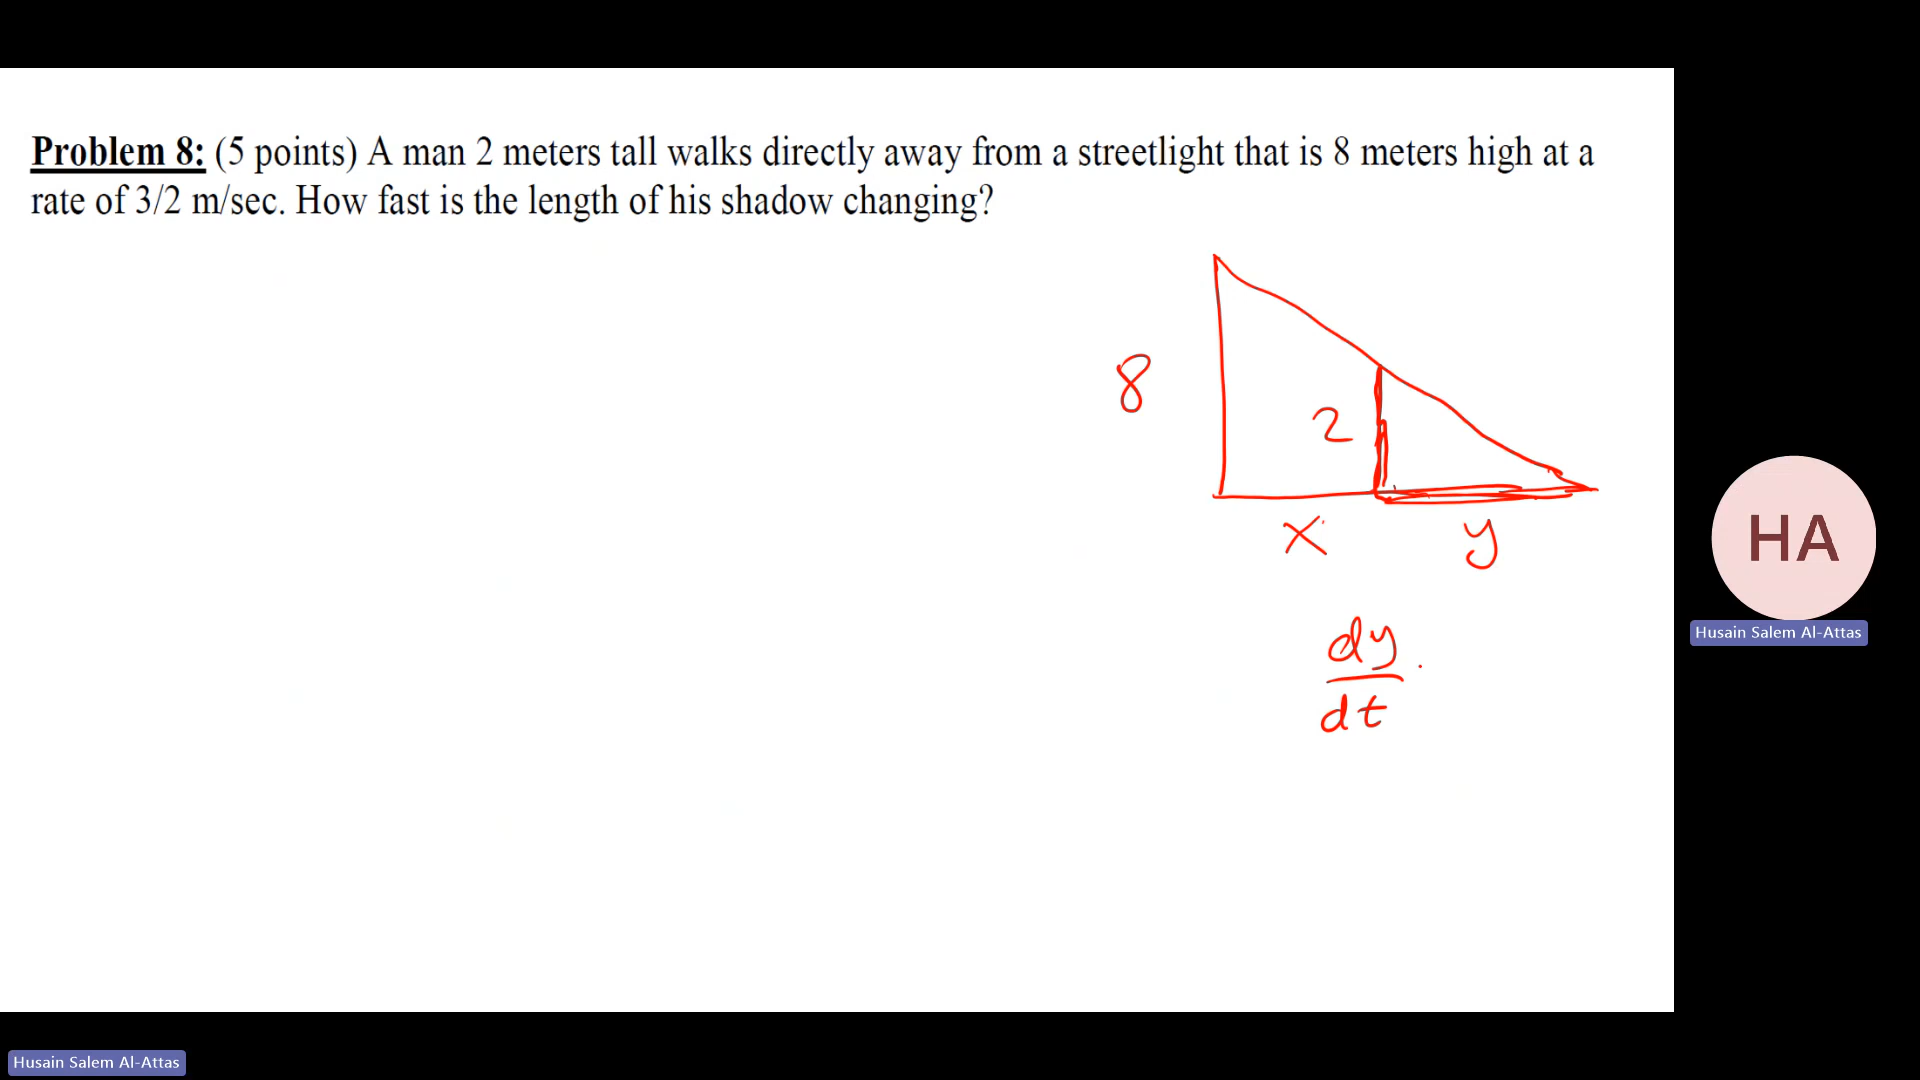 Problem 8: (5 points) A man 2 meters tall walks directly away from a streetlight that is 8 meters high at a
rate of 3/2 m/sec. How fast is the length of his shadow changing?
8
2
x
y
dy
dt
HA
Husain Salem Al-Attas
Husain Salem Al-Attas